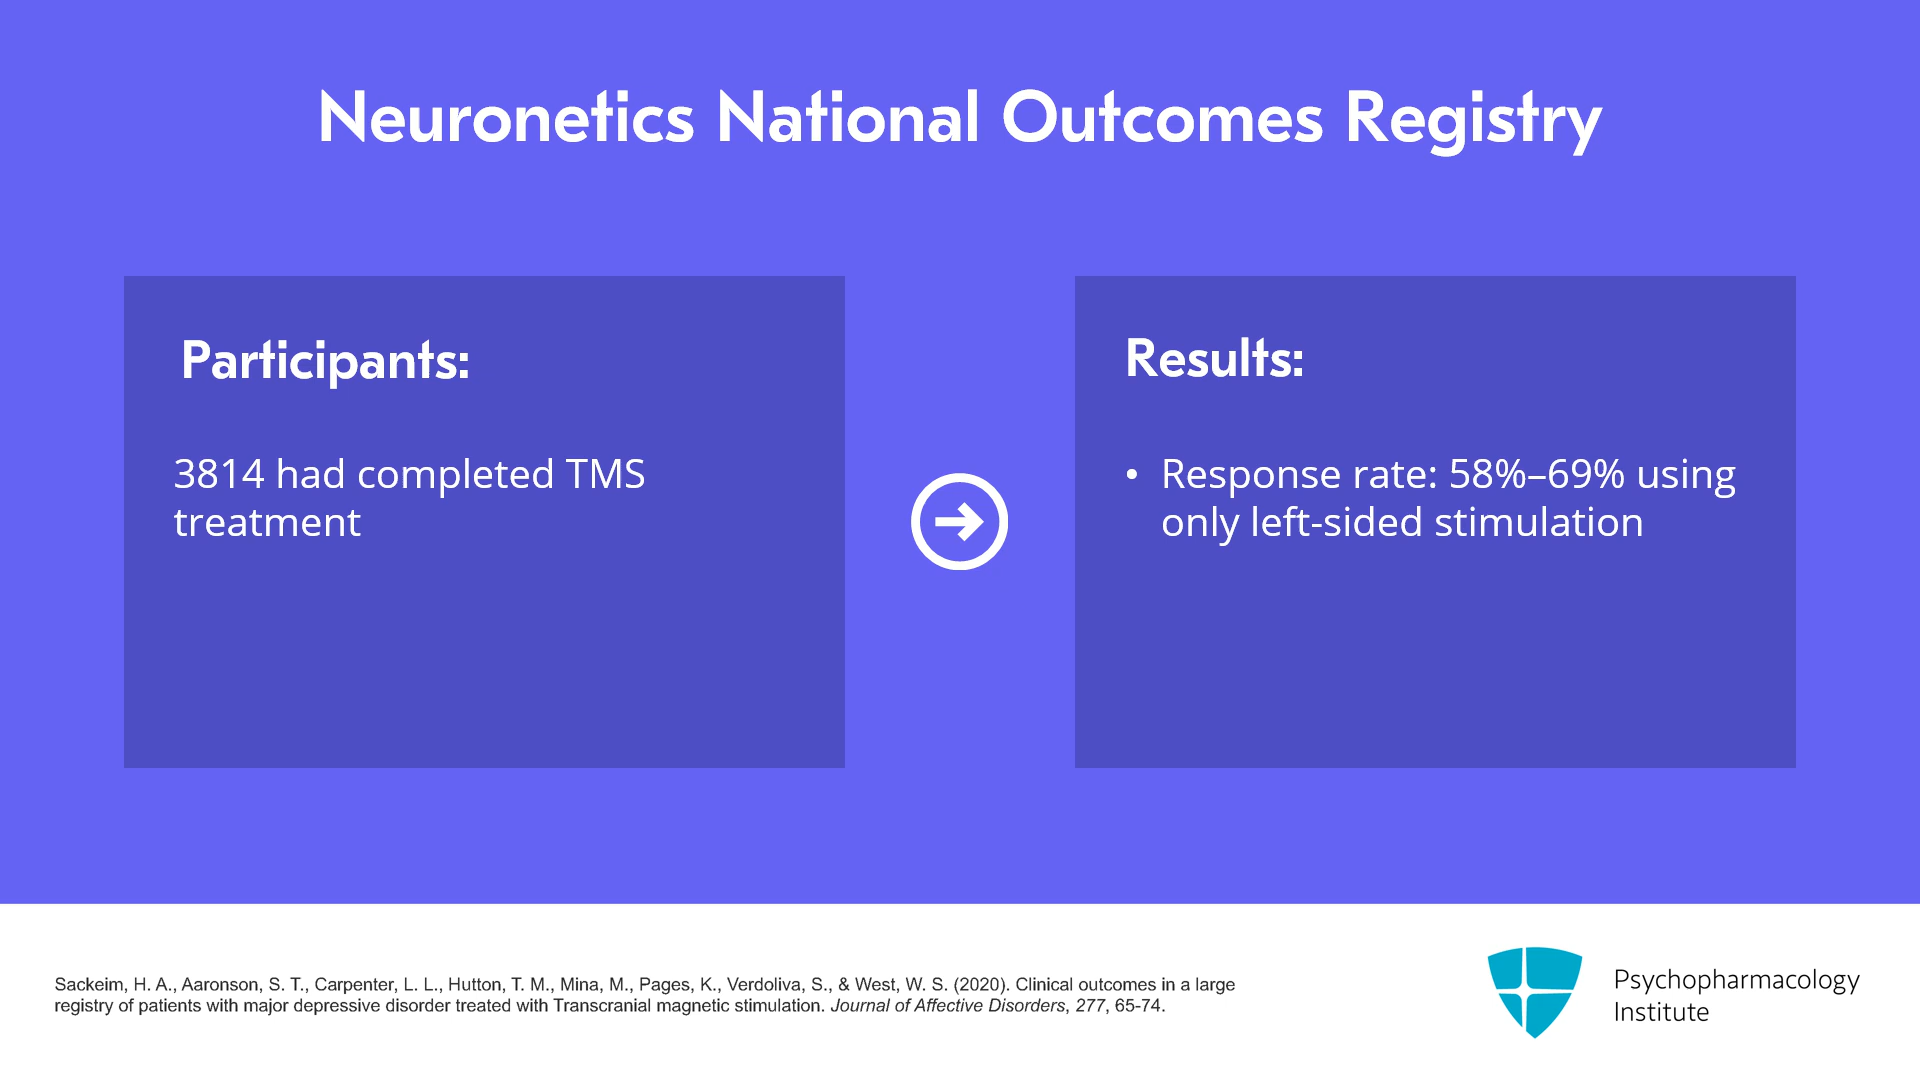 Neuronetics National Outcomes Registry
Participants:
3814 had completed TMS
treatment
Results:
• Response rate: 58%–69% using
only left-sided stimulation
Sackeim, H. A., Aaronson, S. T., Carpenter, L. L., Hutton, T. M., Mina, M., Pages, K., Verdoliva, S., & West, W. S. (2020). Clinical outcomes in a large
registry of patients with major depressive disorder treated with Transcranial magnetic stimulation. Journal of Affective Disorders, 277, 65-74.
Psychopharmacology
Institute